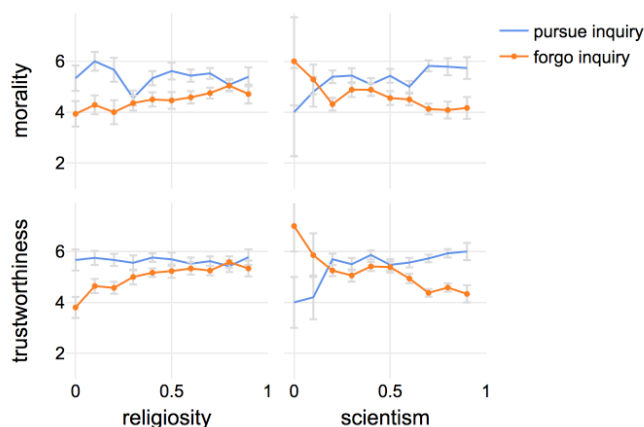 pursue inquiry
forgo inquiry
morality
6
4
2
trustworthiness
6
4
2
0 0.5 1 0 0.5 1
religiosity scientism